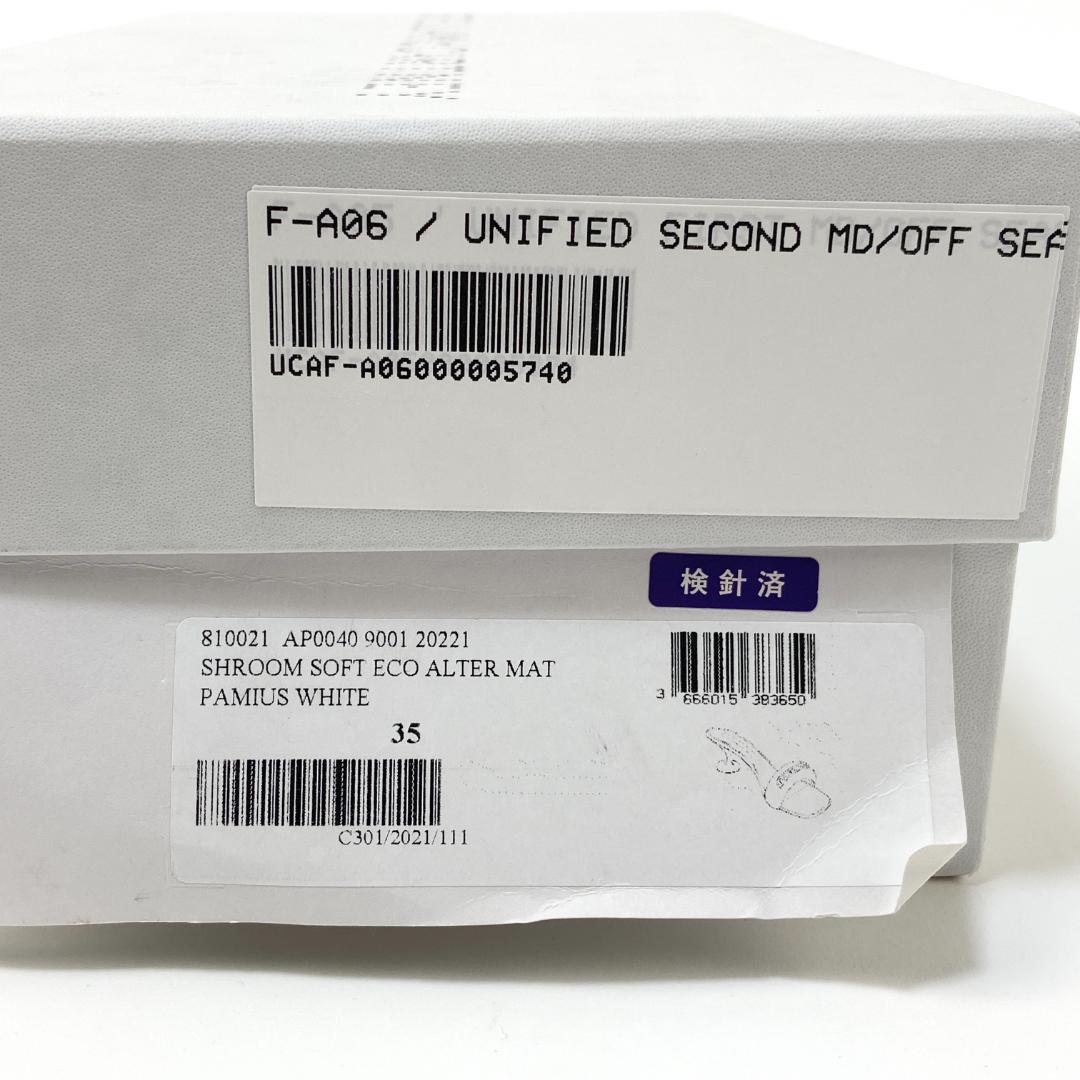 F-A06 / UNIFIED SECOND MD/OFF
UCAF-A06000005740
検針済
810021 AP0040 9001 20221
SHROOM SOFT ECO ALTER MAT
PAMIUS WHITE
35
3 666015 383650
C301/2021/111